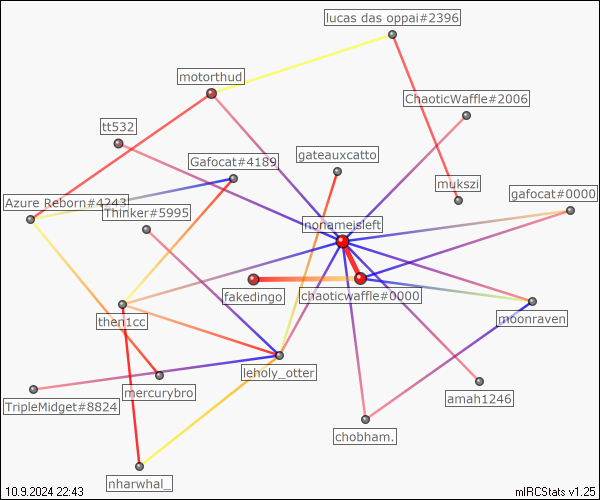 lucas das oppai#2396
motorthud
ChaoticWaffle#2006
tt532
gateauxcatto
Gafocat#4189
mukszi
gafocat#0000
Azure Reborn#4243
Thinker#5995
nonameisleft
fakedingo
chaoticwaffle#0000
then1cc
moonraven
leholy_otter
mercurybro
TripleMidget#8824
amah1246
chobham.
nharwhal_
10.9.2024 22:43
mIRCStats v1.25